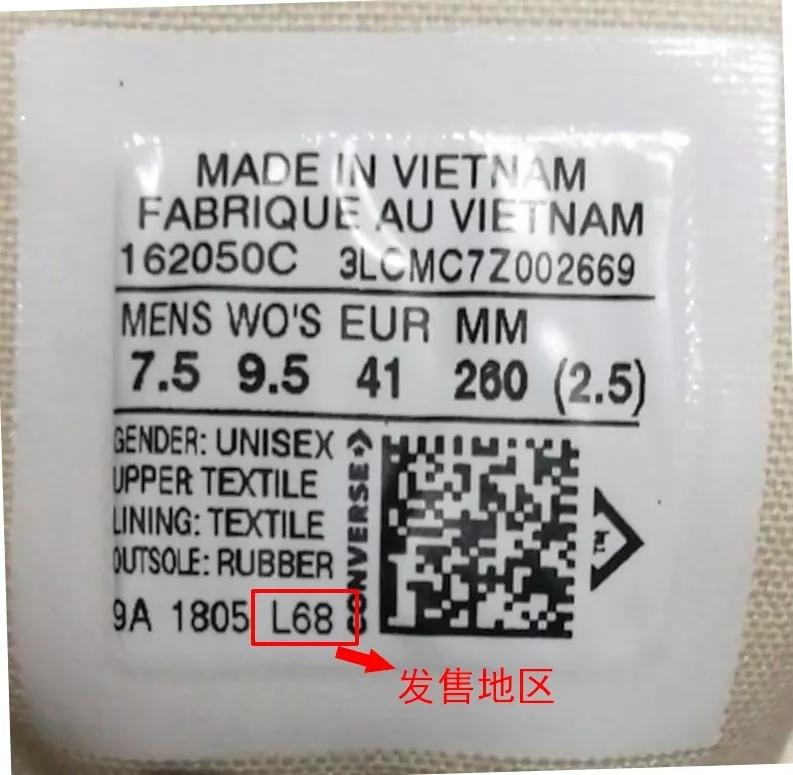 MADE IN VIETNAM
FABRIQUE AU VIETNAM
162050C 3LCMC7Z002669
MENS WO'S EUR MM
7.5 9.5 41 260 (2.5)
GENDER: UNISEX
UPPER TEXTILE
LINING: TEXTILE
OUTSOLE: RUBBER
9A 1805 L68
CONVERSE
发售地区